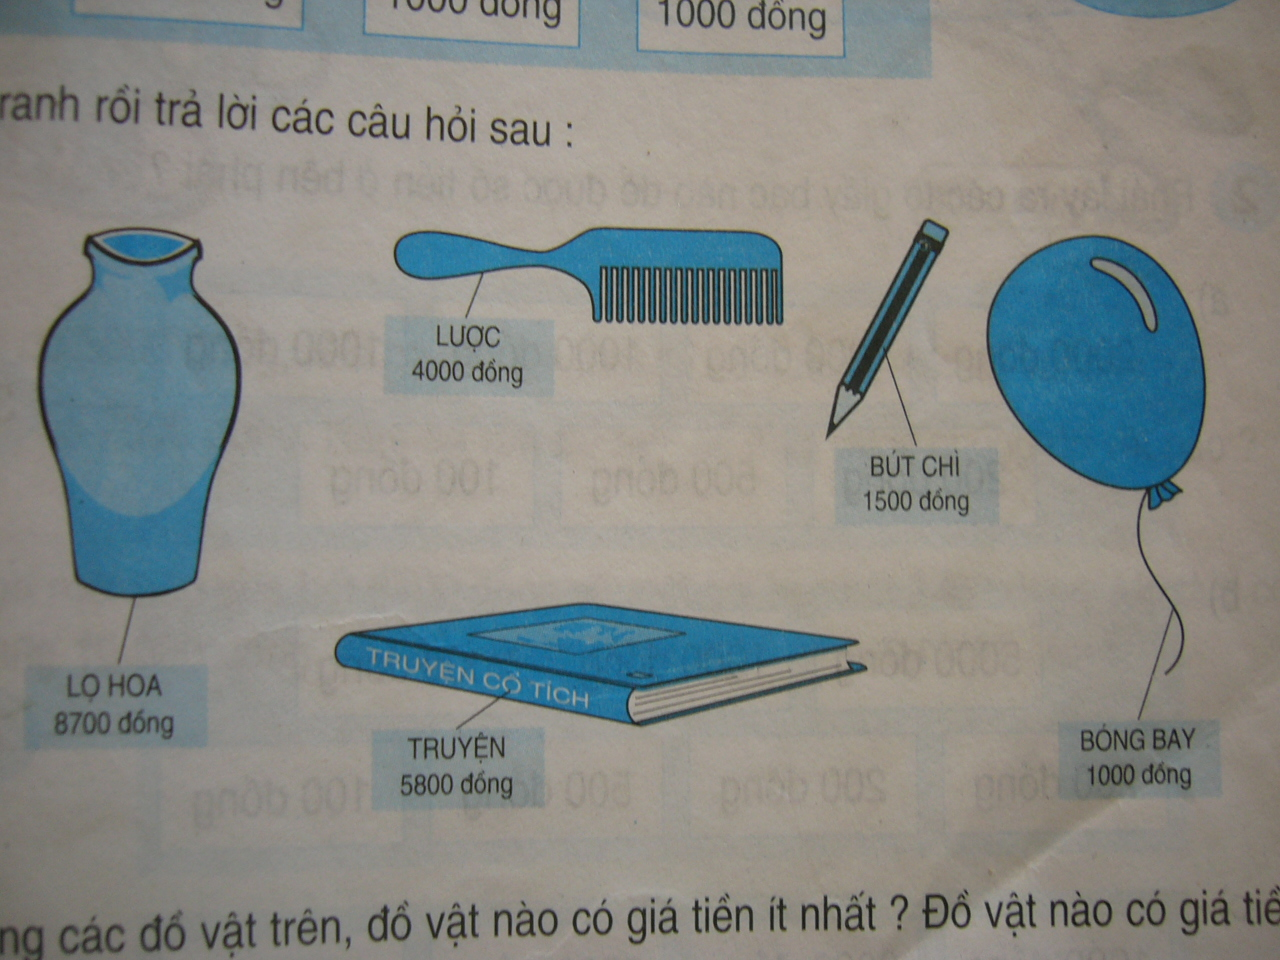 1000 đồng
1000 đồng
ranh rồi trả lời các câu hỏi sau :
LƯỢC
4000 đồng
BÚT CHÌ
1500 đồng
LỌ HOA
8700 đồng
TRUYỆN CỔ TÍCH
TRUYỆN
5800 đồng
BÓNG BAY
1000 đồng
ng các đồ vật trên, đồ vật nào có giá tiền ít nhất ? Đồ vật nào có giá tiề